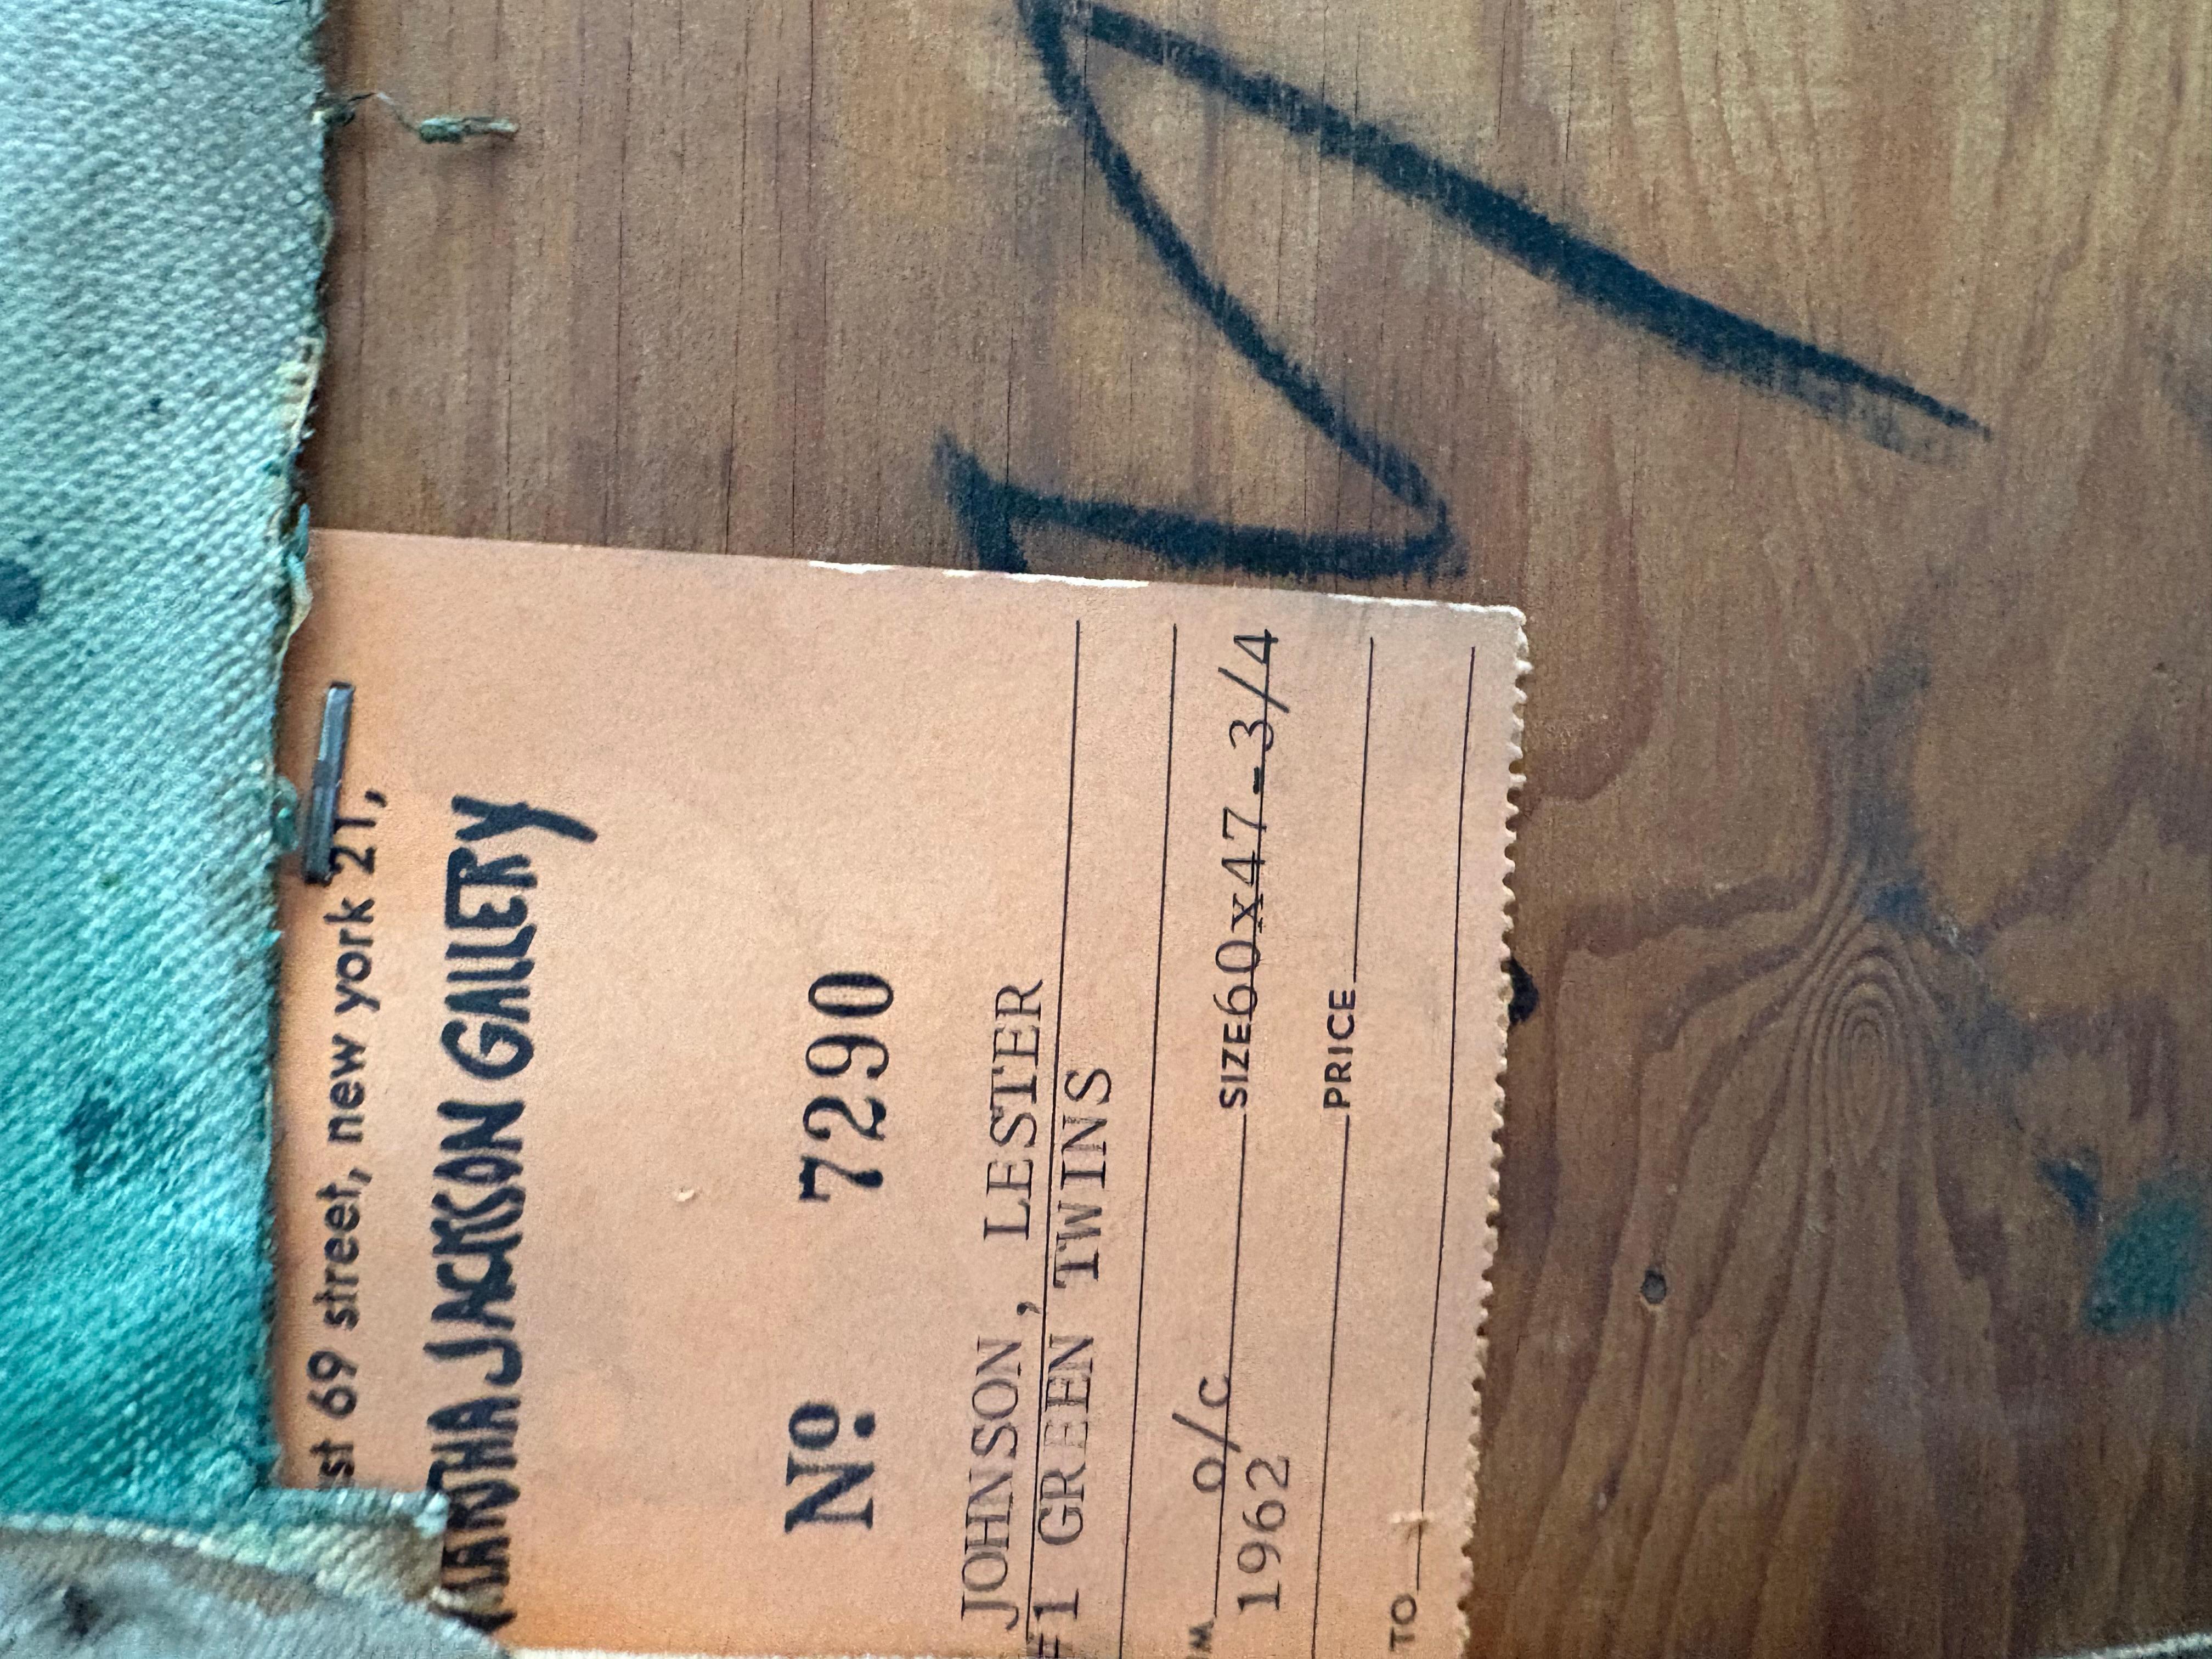 st 69 street, new york 21,
MARTHA JACKSON GALLERY
Nº 7290
JOHNSON, LESTER
#1 GREEN TWINS
M O/C SIZE 60x47-3/4
1962 PRICE
TO